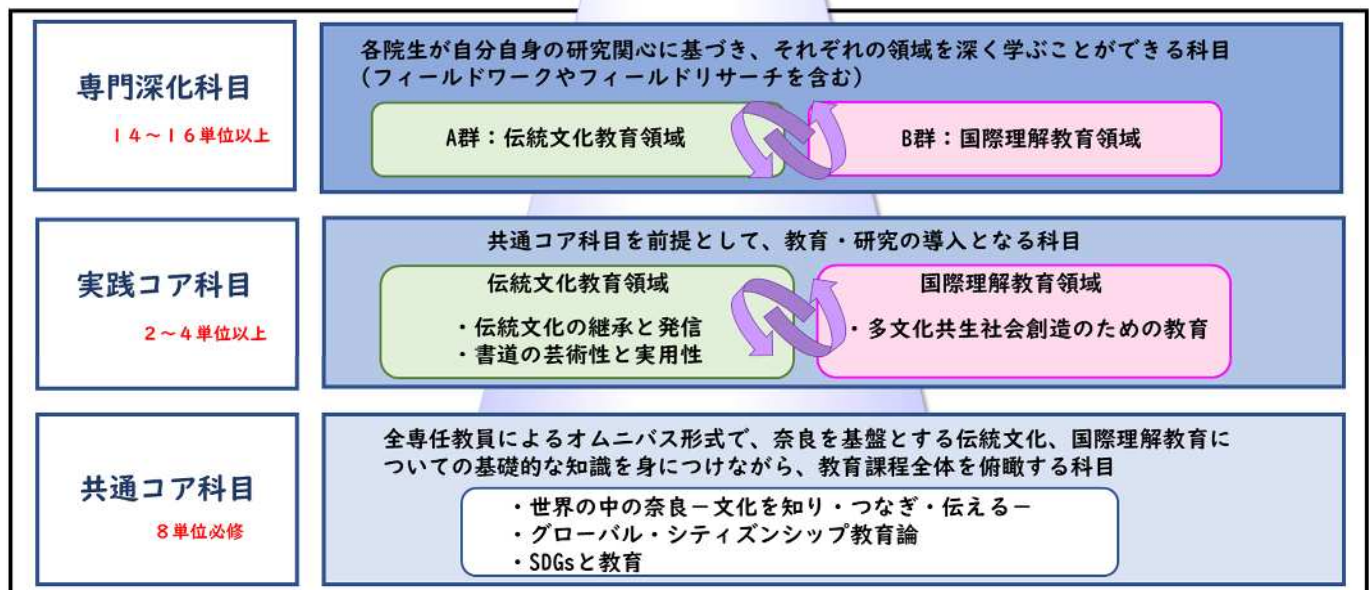 専門深化科目
14～16単位以上
各院生が自分自身の研究関心に基づき、それぞれの領域を深く学ぶことができる科目
(フィールドワークやフィールドリサーチを含む)
A群：伝統文化教育領域
B群：国際理解教育領域
実践コア科目
2～4単位以上
共通コア科目を前提として、教育・研究の導入となる科目
伝統文化教育領域
・伝統文化の継承と発信
・書道の芸術性と実用性
国際理解教育領域
・多文化共生社会創造のための教育
共通コア科目
8単位必修
全専任教員によるオムニバス形式で、奈良を基盤とする伝統文化、国際理解教育に
ついての基礎的な知識を身につけながら、教育課程全体を俯瞰する科目
・世界の中の奈良－文化を知り・つなぎ・伝える－
・グローバル・シティズンシップ教育論
・SDGsと教育